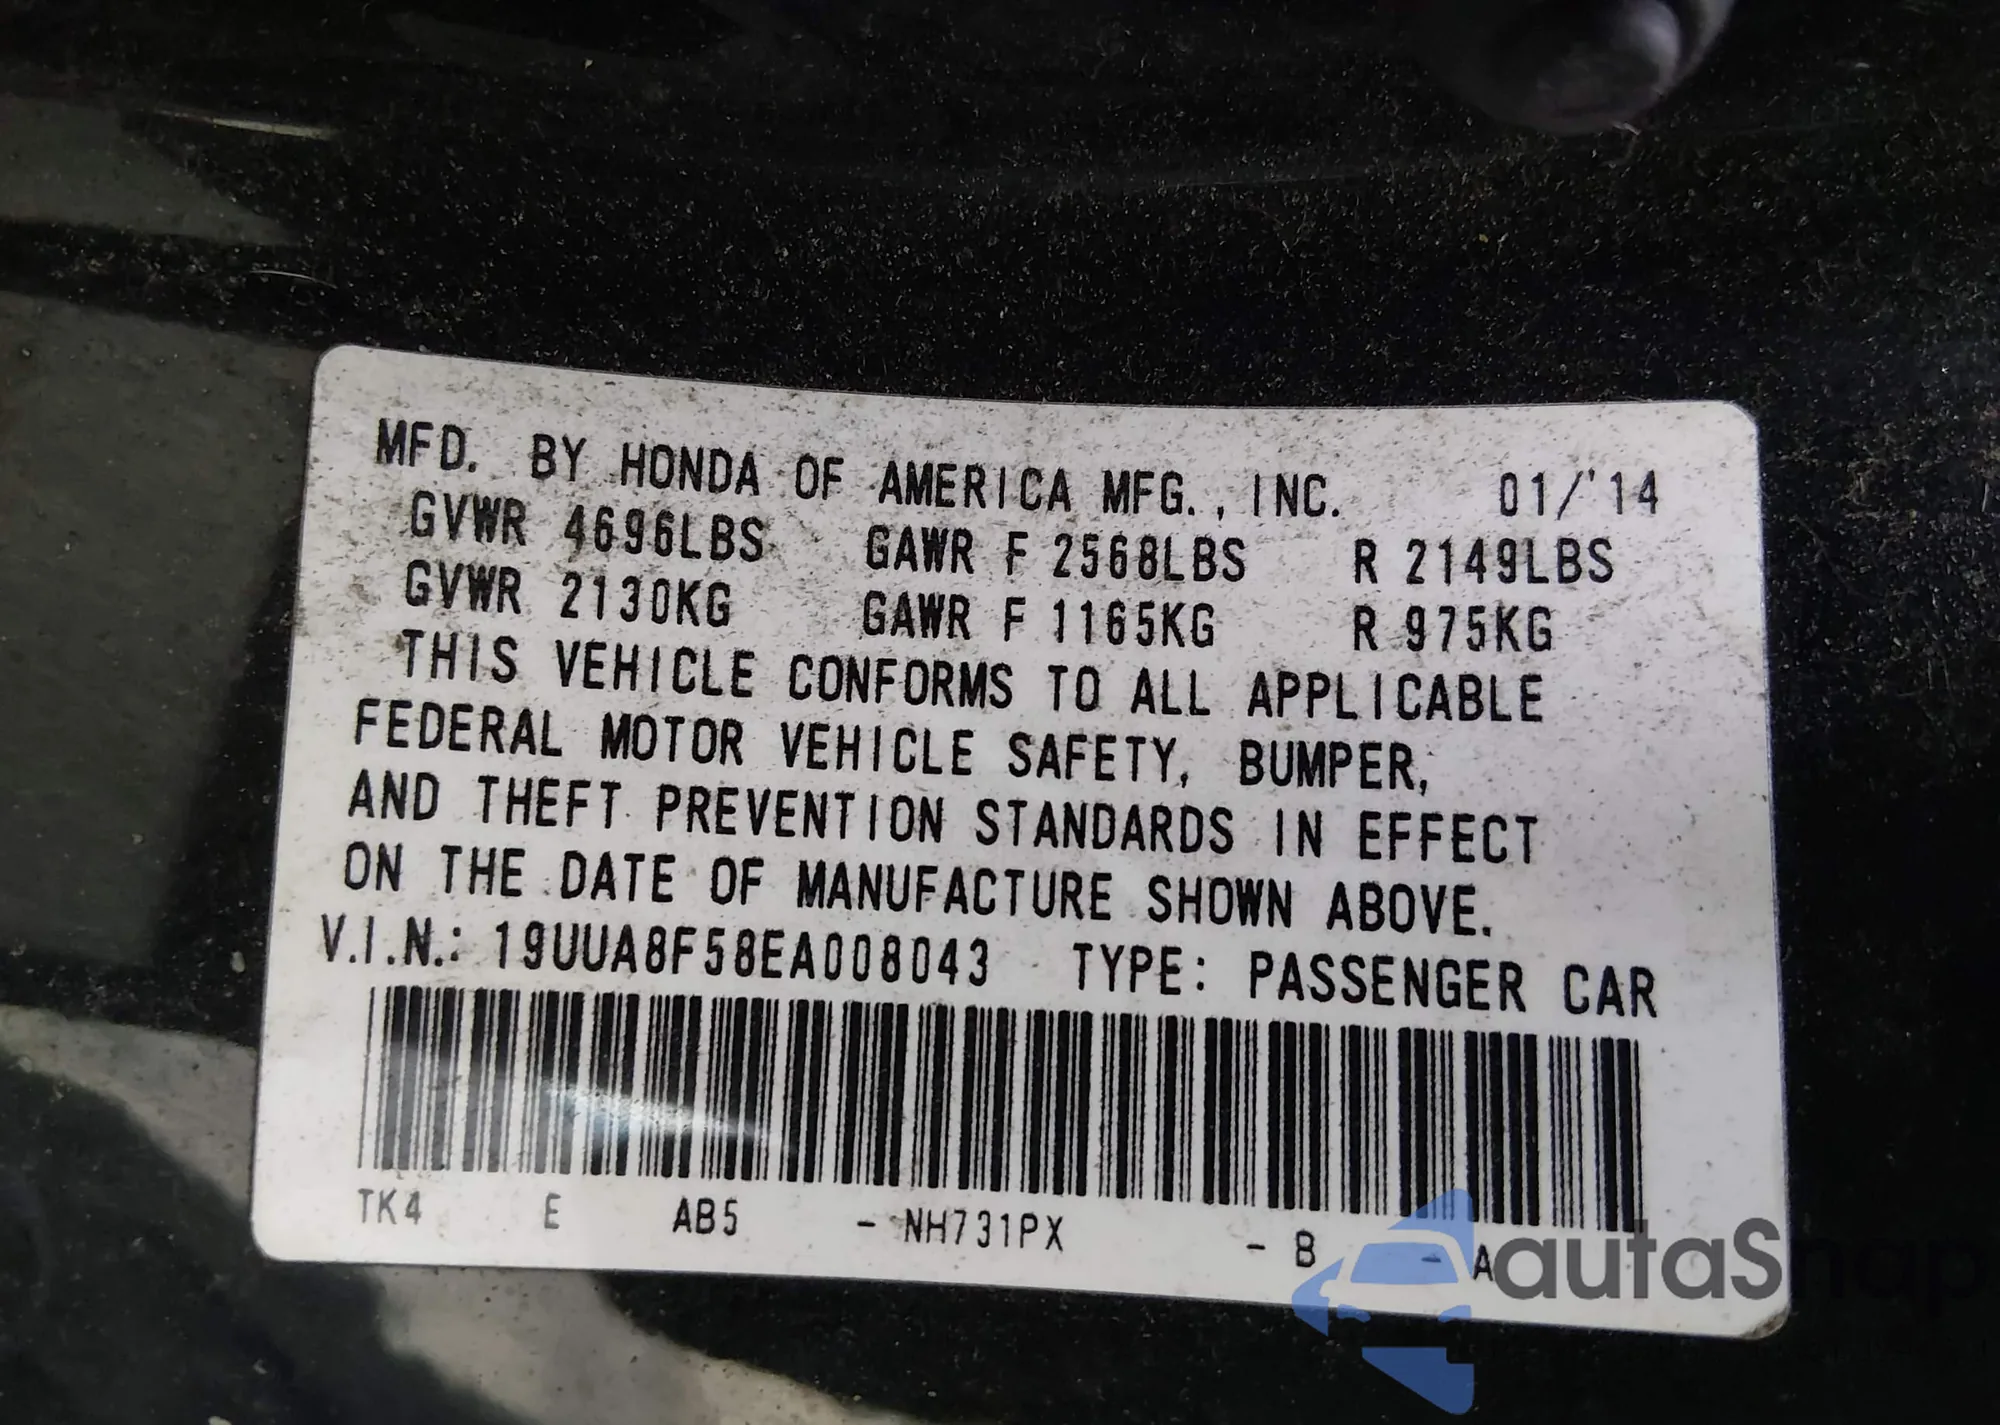 MFD. BY HONDA OF AMERICA MFG., INC. 01/'14
GVWR 4696LBS GAWR F 2568LBS R 2149LBS
GVWR 2130KG GAWR F 1165KG R 975KG
THIS VEHICLE CONFORMS TO ALL APPLICABLE
FEDERAL MOTOR VEHICLE SAFETY, BUMPER,
AND THEFT PREVENTION STANDARDS IN EFFECT
ON THE DATE OF MANUFACTURE SHOWN ABOVE.
V.I.N.: 19UUA8F58EA008043 TYPE: PASSENGER CAR
TK4 E AB5 - NH731PX - B - A
autaSnap